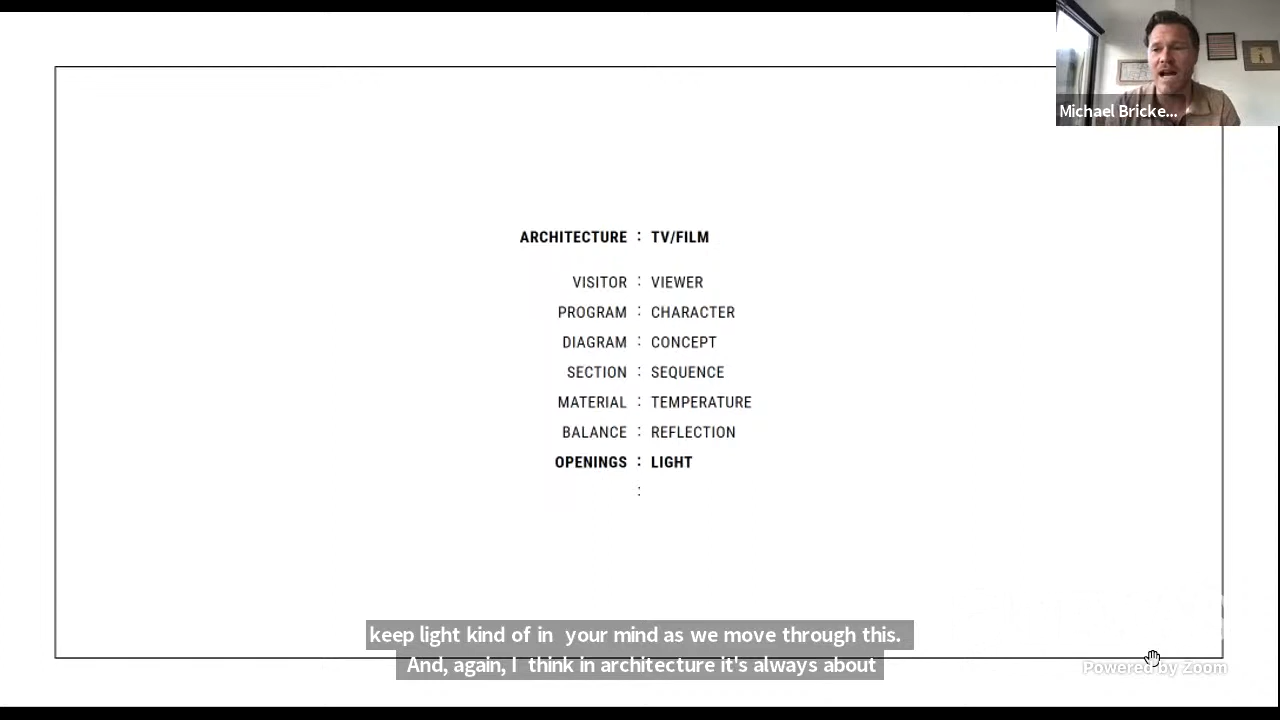 Michael Bricke...
ARCHITECTURE : TV/FILM
VISITOR : VIEWER
PROGRAM : CHARACTER
DIAGRAM : CONCEPT
SECTION : SEQUENCE
MATERIAL : TEMPERATURE
BALANCE : REFLECTION
OPENINGS : LIGHT
:
keep light kind of in your mind as we move through this.
And, again, I think in architecture it's always about
Powered by Zoom